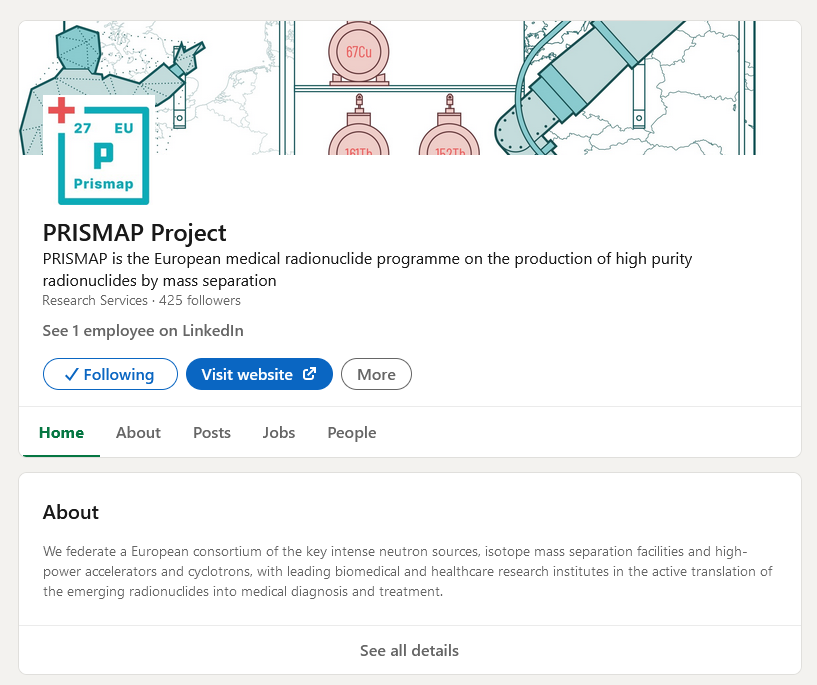 67Cu
161Tb
152Tb
27 EU
P
Prismap
PRISMAP Project
PRISMAP is the European medical radionuclide programme on the production of high purity
radionuclides by mass separation
Research Services · 425 followers
See 1 employee on LinkedIn
Following
Visit website
More
Home
About
Posts
Jobs
People
About
We federate a European consortium of the key intense neutron sources, isotope mass separation facilities and high-
power accelerators and cyclotrons, with leading biomedical and healthcare research institutes in the active translation of
the emerging radionuclides into medical diagnosis and treatment.
See all details